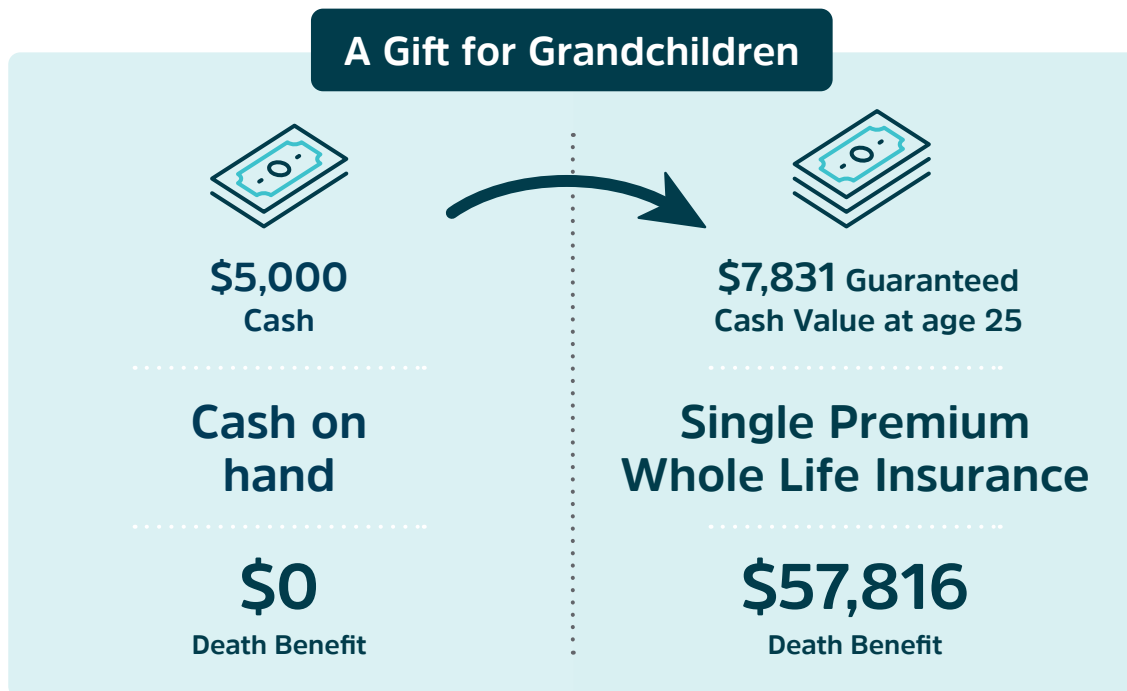 A Gift for Grandchildren
$5,000
Cash
Cash on
hand
$0
Death Benefit
$7,831 Guaranteed
Cash Value at age 25
Single Premium
Whole Life Insurance
$57,816
Death Benefit